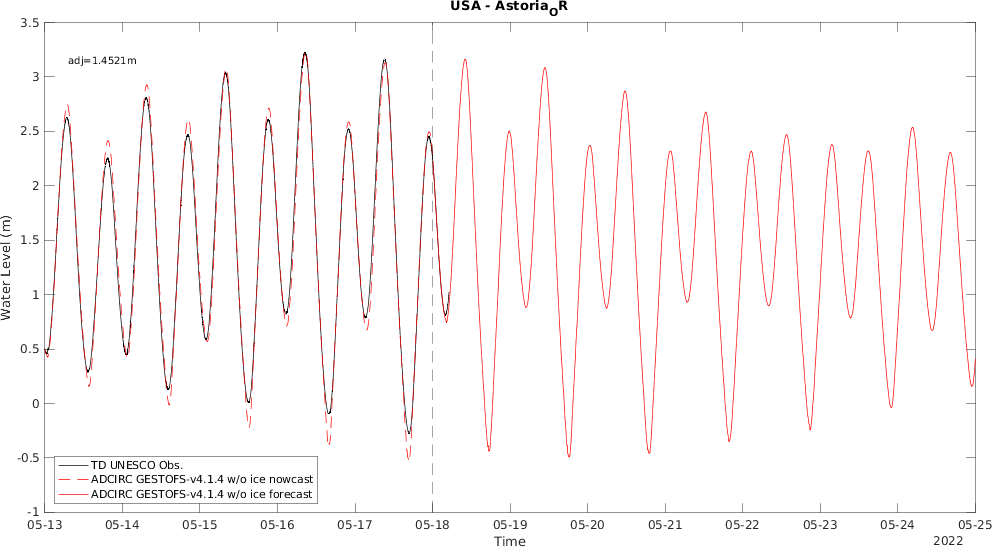 USA - Astoria_OR
adj=1.4521m
Water Level (m)
3.5
3
2.5
2
1.5
1
0.5
0
-0.5
-1
TD UNESCO Obs.
ADCIRC GESTOFS-v4.1.4 w/o ice nowcast
ADCIRC GESTOFS-v4.1.4 w/o ice forecast
05-13 05-14 05-15 05-16 05-17 05-18 05-19 05-20 05-21 05-22 05-23 05-24 05-25
Time
2022